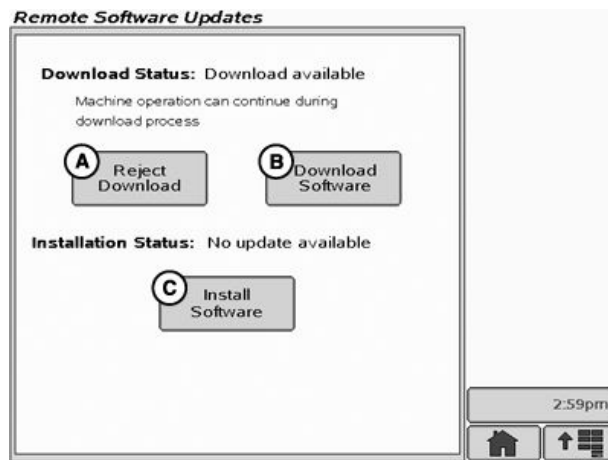 Remote Software Updates
Download Status: Download available
Machine operation can continue during
download process
A
Reject
Download
B
Download
Software
Installation Status: No update available
C
Install
Software
2:59pm